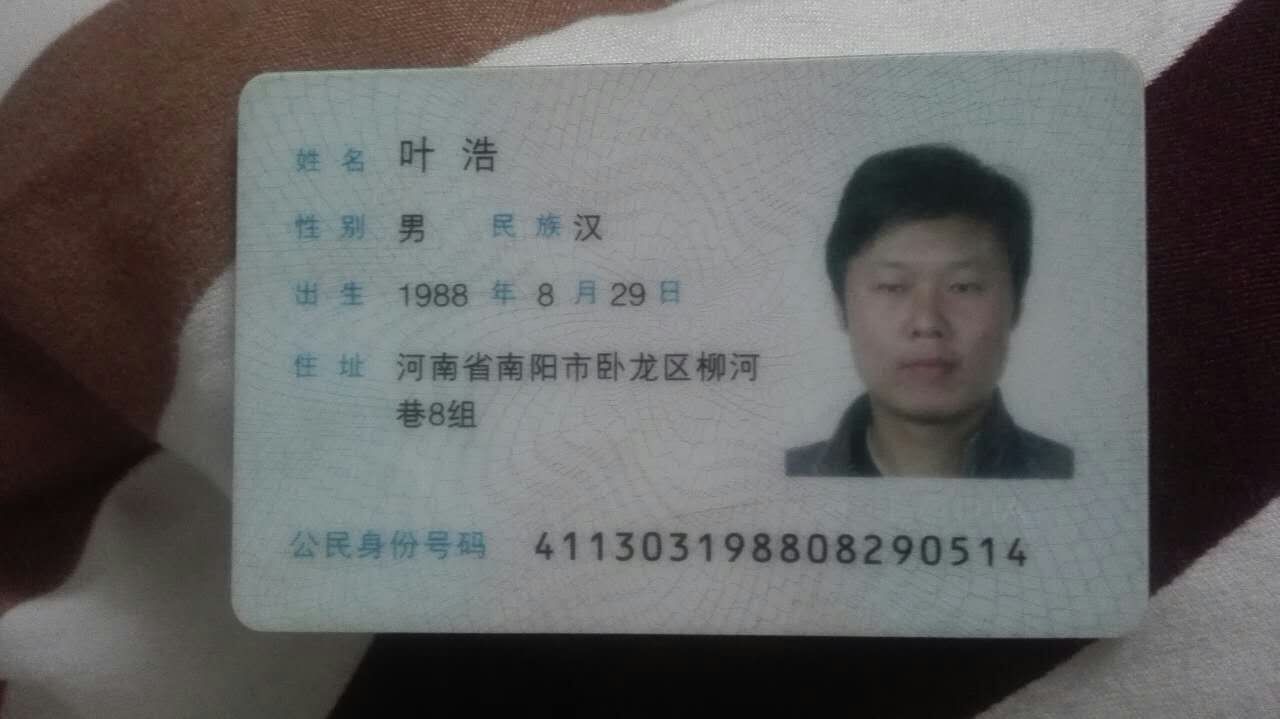 姓名 叶浩
性别 男 民族 汉
出生 1988 年 8 月 29 日
住址 河南省南阳市卧龙区柳河
巷8组
公民身份号码 411303198808290514